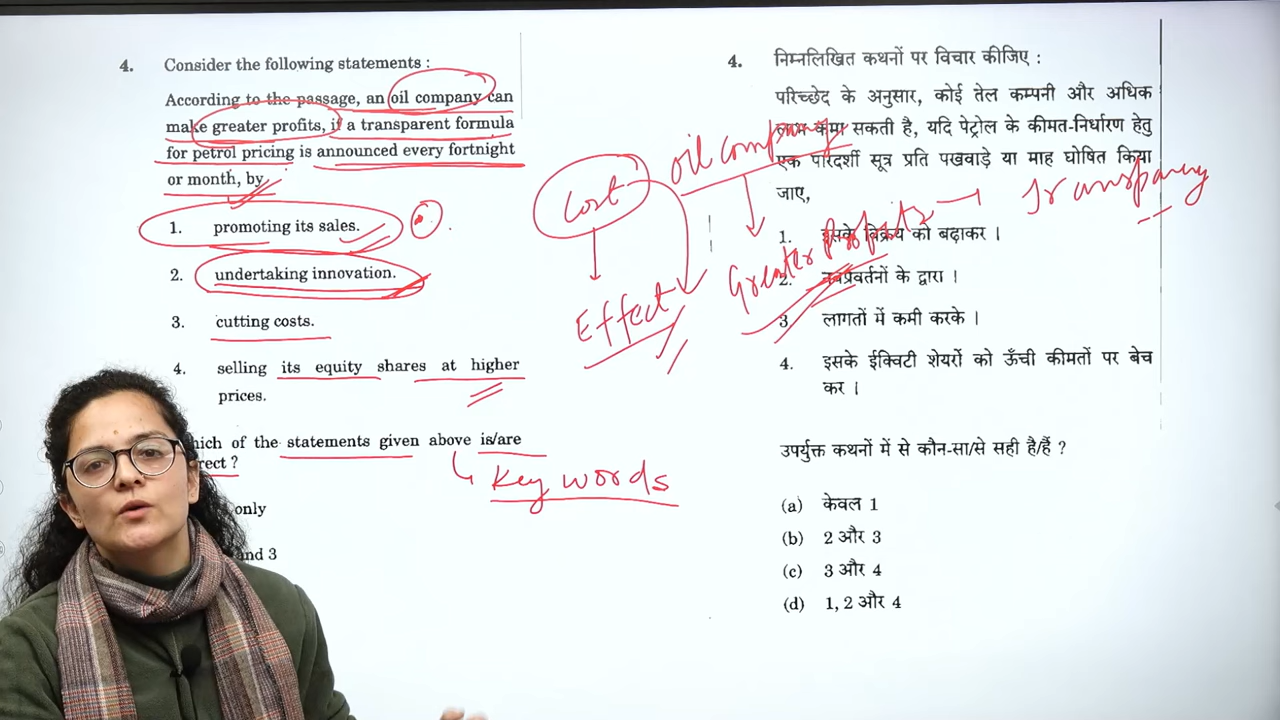 4. Consider the following statements :
According to the passage, an oil company can
make greater profits, if a transparent formula
for petrol pricing is announced every fortnight
or month, by
1. promoting its sales.
2. undertaking innovation.
3. cutting costs.
4. selling its equity shares at higher
prices.
hich of the statements given above is/are
rect ?
only
and 3
Key words
Cost
Effect
oil company
Greater Profits
Transparency
4. निम्नलिखित कथनों पर विचार कीजिए :
परिच्छेद के अनुसार, कोई तेल कम्पनी और अधिक
लाभ कमा सकती है, यदि पेट्रोल के कीमत-निर्धारण हेतु
एक पारदर्शी सूत्र प्रति पखवाड़े या माह घोषित किया
जाए,
1. इसके विक्रय को बढ़ाकर ।
2. नवप्रवर्तनों के द्वारा ।
3 लागतों में कमी करके ।
4. इसके ईक्विटी शेयरों को ऊँची कीमतों पर बेच
कर ।
उपर्युक्त कथनों में से कौन-सा/से सही है/हैं ?
(a) केवल 1
(b) 2 और 3
(c) 3 और 4
(d) 1, 2 और 4